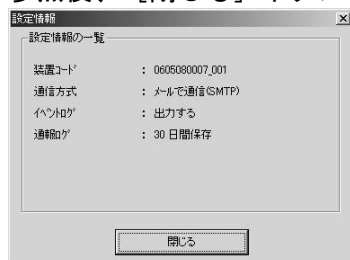 設定情報
設定情報の一覧
装置コード : 0605080007_001
通信方式 : メールで通信(SMTP)
イベントログ : 出力する
通報ログ : 30 日間保存
閉じる